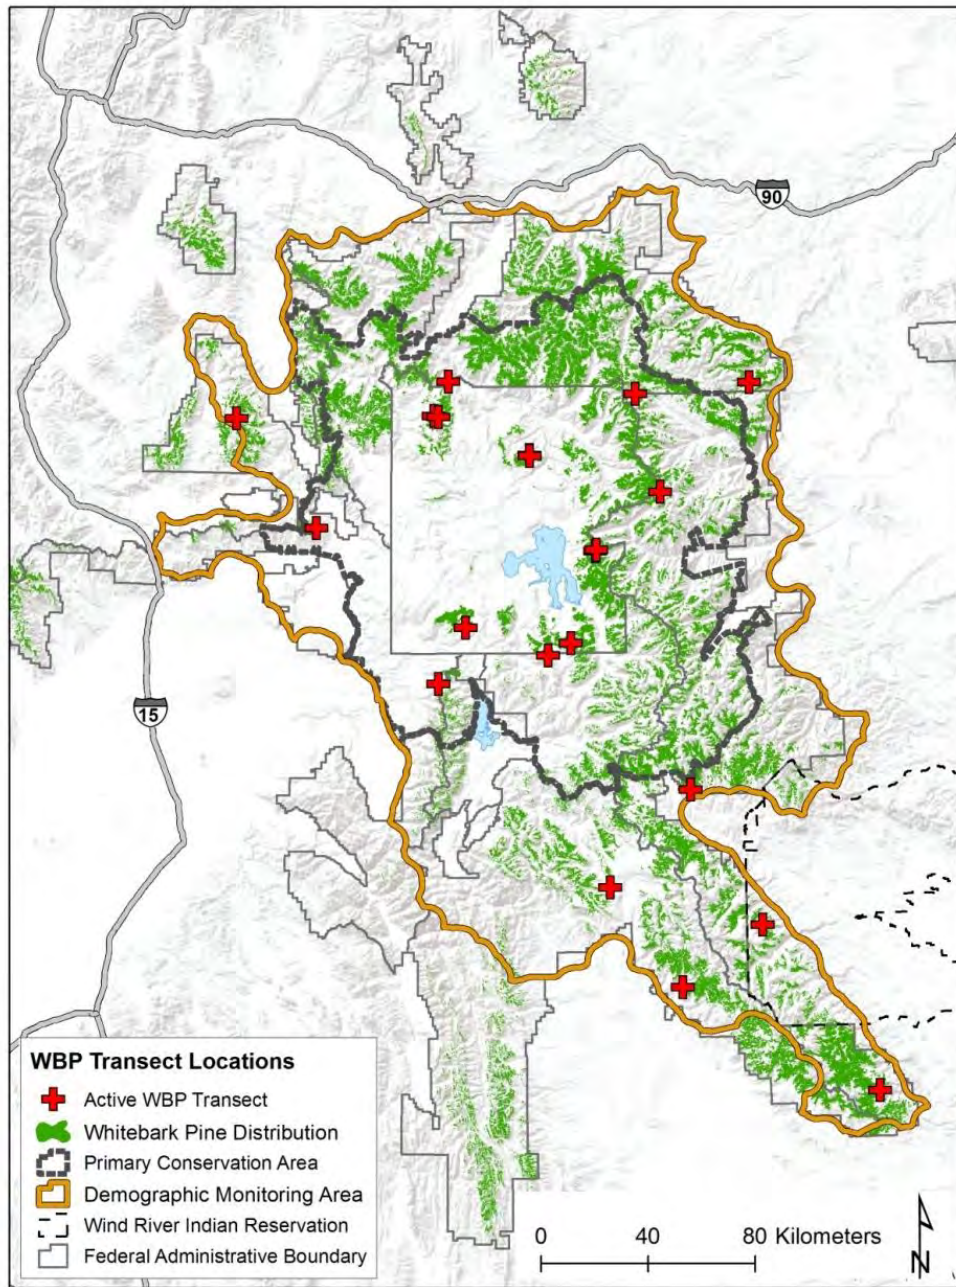 90
15
WBP Transect Locations
Active WBP Transect
Whitebark Pine Distribution
Primary Conservation Area
Demographic Monitoring Area
Wind River Indian Reservation
Federal Administrative Boundary
0 40 80 Kilometers
N